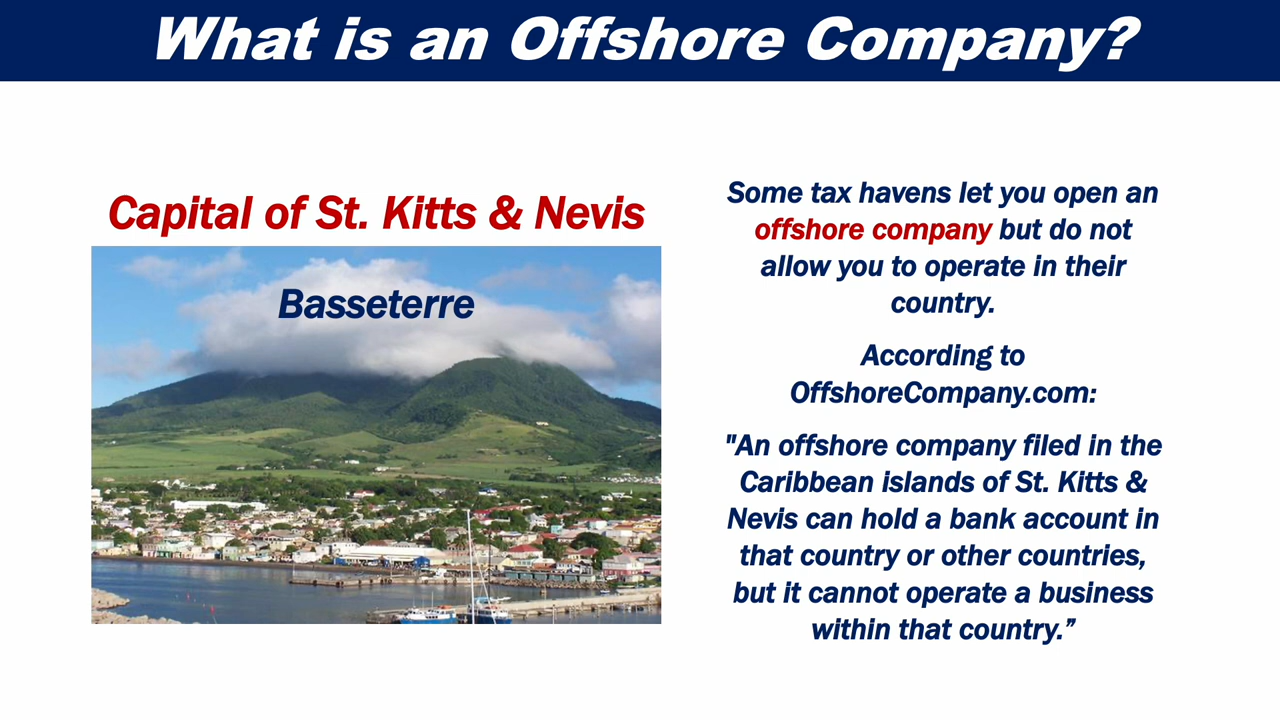 What is an Offshore Company?
Capital of St. Kitts & Nevis
Basseterre
Some tax havens let you open an
offshore company but do not
allow you to operate in their
country.
According to
OffshoreCompany.com:
"An offshore company filed in the
Caribbean islands of St. Kitts &
Nevis can hold a bank account in
that country or other countries,
but it cannot operate a business
within that country.”